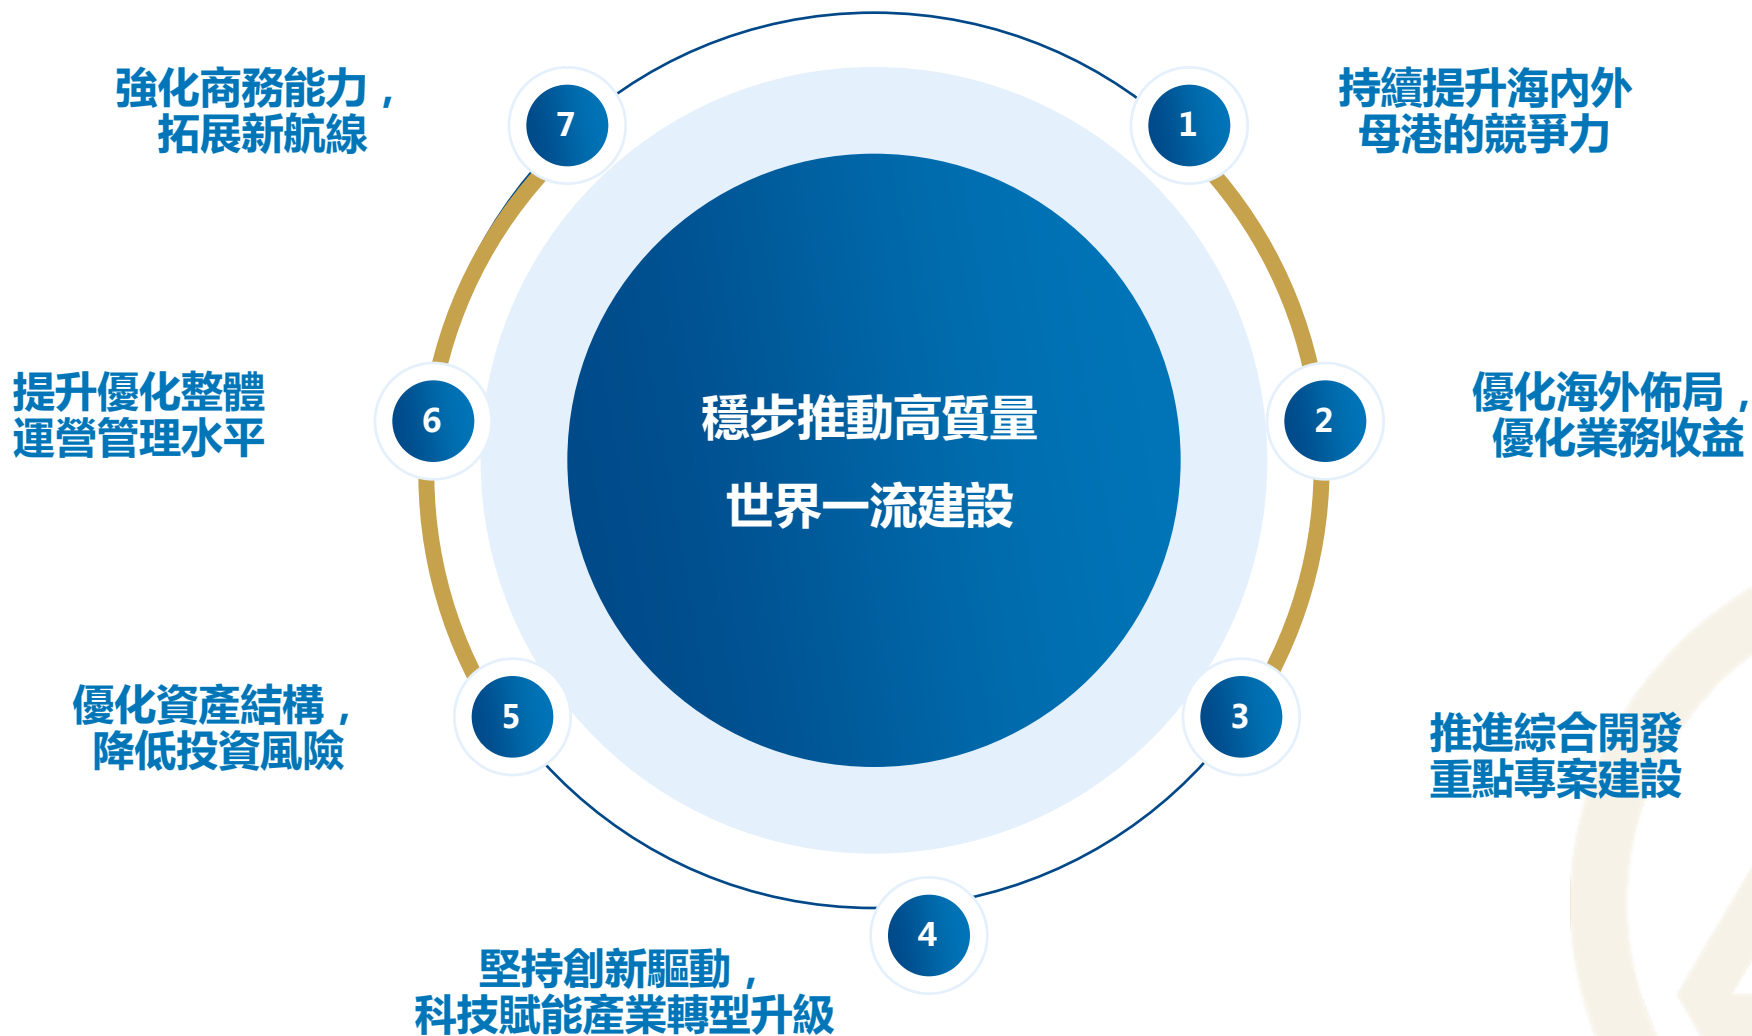 穩步推動高質量
世界一流建設
1
持續提升海內外
母港的競爭力
2
優化海外佈局，
優化業務收益
3
推進綜合開發
重點專案建設
4
堅持創新驅動，
科技賦能產業轉型升級
5
優化資產結構，
降低投資風險
6
提升優化整體
運營管理水平
7
強化商務能力，
拓展新航線